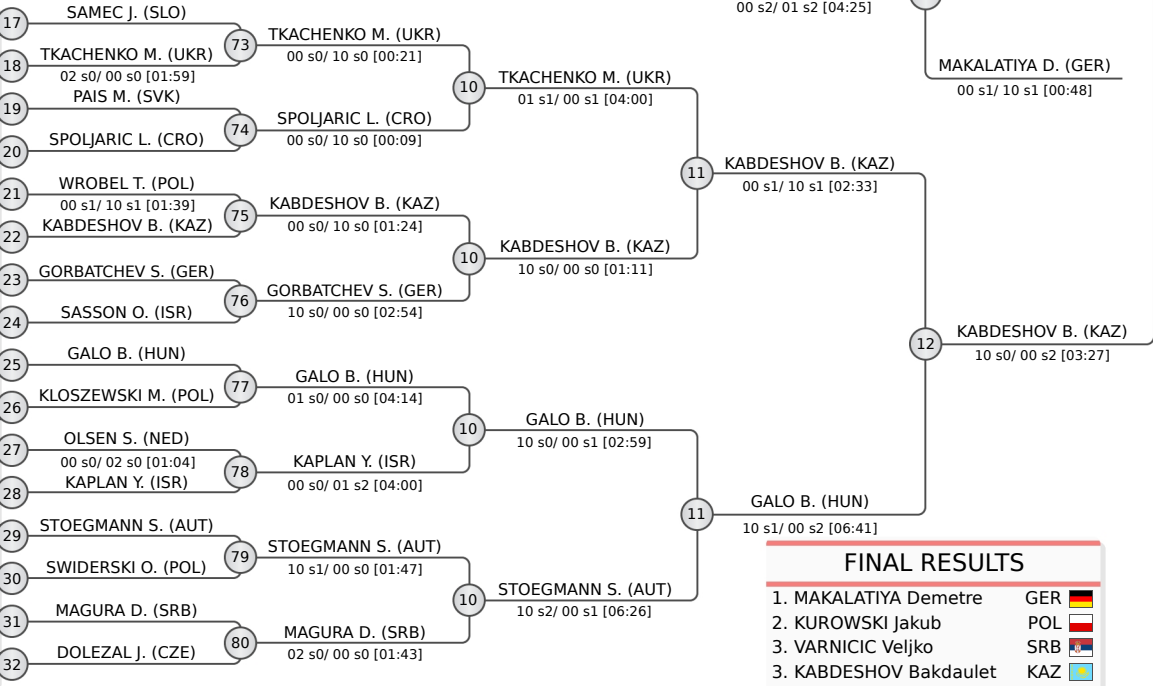 17
SAMEC J. (SLO)
73
TKACHENKO M. (UKR)
00 s0/ 10 s0 [00:21]
18
TKACHENKO M. (UKR)
02 s0/ 00 s0 [01:59]
10
TKACHENKO M. (UKR)
01 s1/ 00 s1 [04:00]
00 s2/ 01 s2 [04:25]
MAKALATIYA D. (GER)
00 s1/ 10 s1 [00:48]
19
PAIS M. (SVK)
74
SPOLJARIC L. (CRO)
00 s0/ 10 s0 [00:09]
20
SPOLJARIC L. (CRO)
11
KABDESHOV B. (KAZ)
00 s1/ 10 s1 [02:33]
21
WROBEL T. (POL)
00 s1/ 10 s1 [01:39]
75
KABDESHOV B. (KAZ)
00 s0/ 10 s0 [01:24]
22
KABDESHOV B. (KAZ)
10
KABDESHOV B. (KAZ)
10 s0/ 00 s0 [01:11]
23
GORBATCHEV S. (GER)
76
GORBATCHEV S. (GER)
10 s0/ 00 s0 [02:54]
24
SASSON O. (ISR)
12
KABDESHOV B. (KAZ)
10 s0/ 00 s2 [03:27]
25
GALO B. (HUN)
77
GALO B. (HUN)
01 s0/ 00 s0 [04:14]
26
KLOSZEWSKI M. (POL)
10
GALO B. (HUN)
10 s0/ 00 s1 [02:59]
27
OLSEN S. (NED)
00 s0/ 02 s0 [01:04]
78
KAPLAN Y. (ISR)
00 s0/ 01 s2 [04:00]
28
KAPLAN Y. (ISR)
11
GALO B. (HUN)
10 s1/ 00 s2 [06:41]
29
STOEGMANN S. (AUT)
79
STOEGMANN S. (AUT)
10 s1/ 00 s0 [01:47]
30
SWIDERSKI O. (POL)
10
STOEGMANN S. (AUT)
10 s2/ 00 s1 [06:26]
31
MAGURA D. (SRB)
80
MAGURA D. (SRB)
02 s0/ 00 s0 [01:43]
32
DOLEZAL J. (CZE)
FINAL RESULTS
1. MAKALATIYA Demetre GER
2. KUROWSKI Jakub POL
3. VARNICIC Veljko SRB
3. KABDESHOV Bakdaulet KAZ